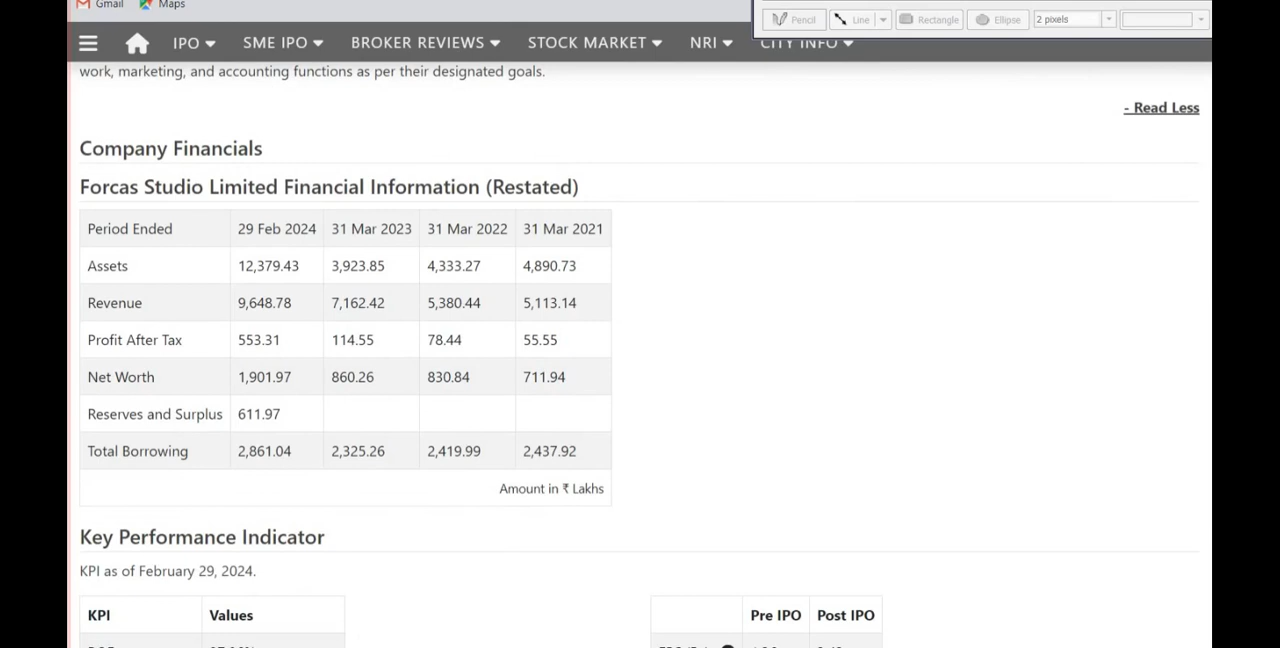 Gmail Maps
Pencil Line Rectangle Ellipse 2 pixels
IPO SME IPO BROKER REVIEWS STOCK MARKET NRI CITY INFO
work, marketing, and accounting functions as per their designated goals.
- Read Less
Company Financials
Forcas Studio Limited Financial Information (Restated)
Period Ended 29 Feb 2024 31 Mar 2023 31 Mar 2022 31 Mar 2021
Assets 12,379.43 3,923.85 4,333.27 4,890.73
Revenue 9,648.78 7,162.42 5,380.44 5,113.14
Profit After Tax 553.31 114.55 78.44 55.55
Net Worth 1,901.97 860.26 830.84 711.94
Reserves and Surplus 611.97
Total Borrowing 2,861.04 2,325.26 2,419.99 2,437.92
Amount in ₹ Lakhs
Key Performance Indicator
KPI as of February 29, 2024.
KPI Values Pre IPO Post IPO